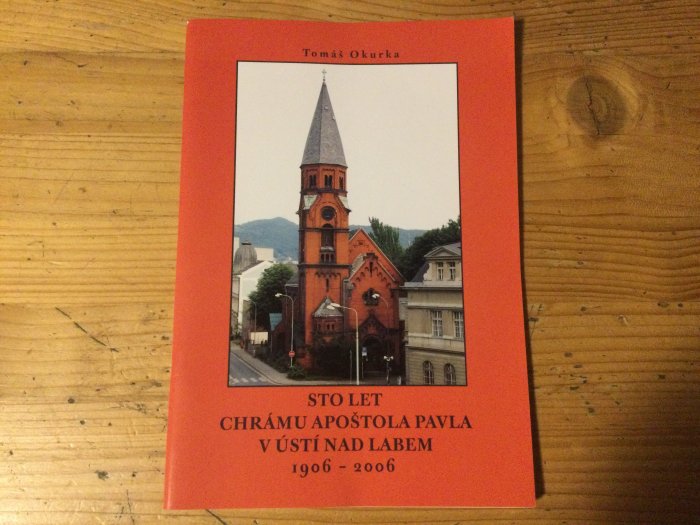 Tomáš Okurka
STO LET
CHRÁMU APOŠTOLA PAVLA
V ÚSTÍ NAD LABEM
1906 – 2006